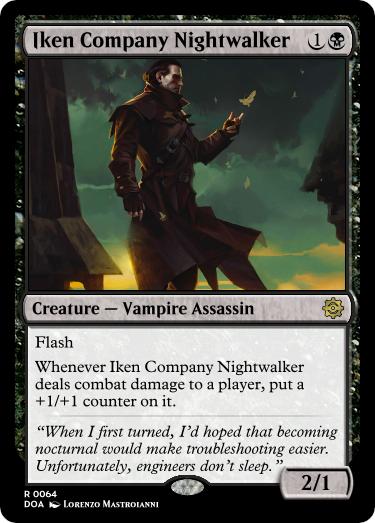 Iken Company Nightwalker 1
Creature — Vampire Assassin
Flash
Whenever Iken Company Nightwalker
deals combat damage to a player, put a
+1/+1 counter on it.
“When I first turned, I’d hoped that becoming
nocturnal would make troubleshooting easier.
Unfortunately, engineers don’t sleep.”
2/1
R 0064
DOA Lorenzo Mastroianni